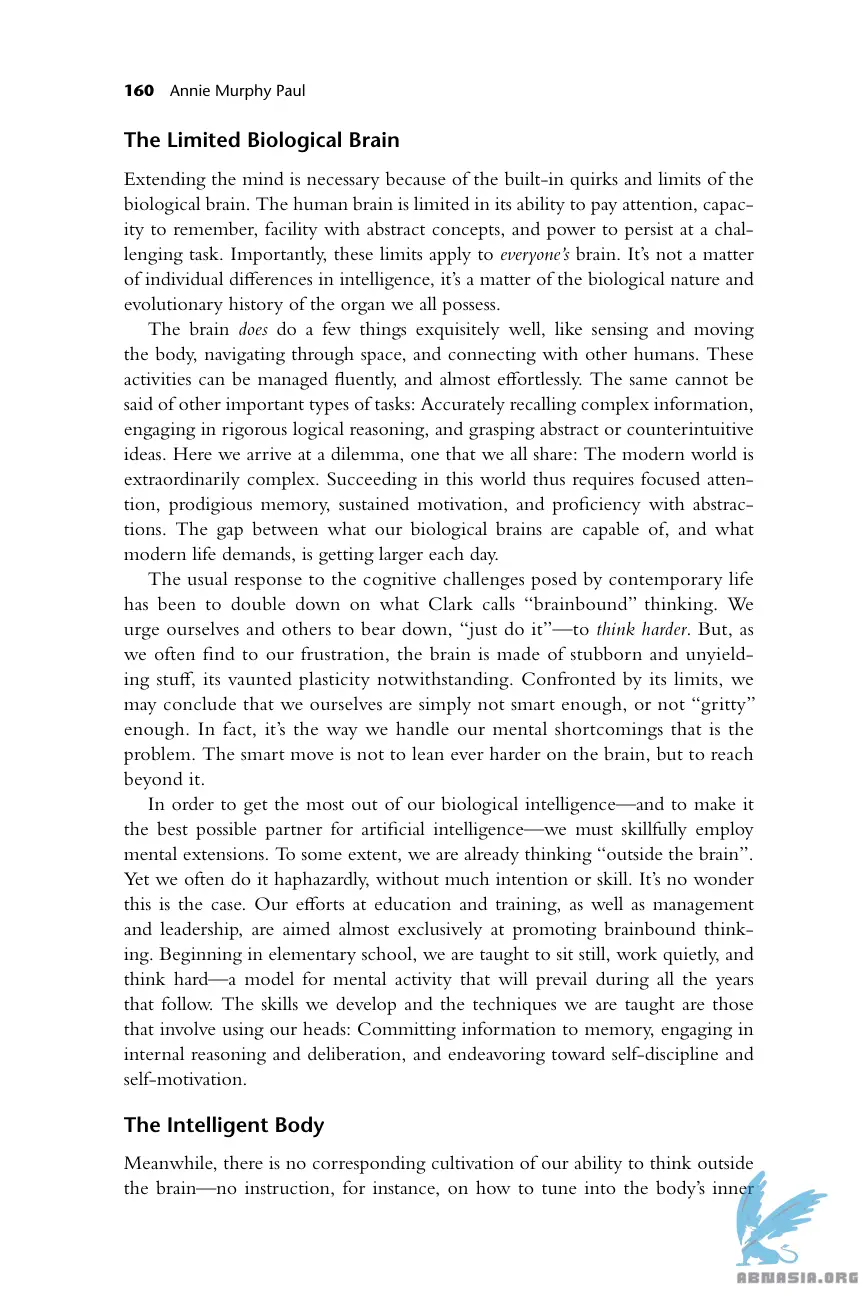 160 Annie Murphy Paul
The Limited Biological Brain
Extending the mind is necessary because of the built-in quirks and limits of the
biological brain. The human brain is limited in its ability to pay attention, capac-
ity to remember, facility with abstract concepts, and power to persist at a chal-
lenging task. Importantly, these limits apply to everyone’s brain. It’s not a matter
of individual differences in intelligence, it’s a matter of the biological nature and
evolutionary history of the organ we all possess.
The brain does do a few things exquisitely well, like sensing and moving
the body, navigating through space, and connecting with other humans. These
activities can be managed fluently, and almost effortlessly. The same cannot be
said of other important types of tasks: Accurately recalling complex information,
engaging in rigorous logical reasoning, and grasping abstract or counterintuitive
ideas. Here we arrive at a dilemma, one that we all share: The modern world is
extraordinarily complex. Succeeding in this world thus requires focused atten-
tion, prodigious memory, sustained motivation, and proficiency with abstrac-
tions. The gap between what our biological brains are capable of, and what
modern life demands, is getting larger each day.
The usual response to the cognitive challenges posed by contemporary life
has been to double down on what Clark calls “brainbound” thinking. We
urge ourselves and others to bear down, “just do it”—to think harder. But, as
we often find to our frustration, the brain is made of stubborn and unyield-
ing stuff, its vaunted plasticity notwithstanding. Confronted by its limits, we
may conclude that we ourselves are simply not smart enough, or not “gritty”
enough. In fact, it’s the way we handle our mental shortcomings that is the
problem. The smart move is not to lean ever harder on the brain, but to reach
beyond it.
In order to get the most out of our biological intelligence—and to make it
the best possible partner for artificial intelligence—we must skillfully employ
mental extensions. To some extent, we are already thinking “outside the brain”.
Yet we often do it haphazardly, without much intention or skill. It’s no wonder
this is the case. Our efforts at education and training, as well as management
and leadership, are aimed almost exclusively at promoting brainbound think-
ing. Beginning in elementary school, we are taught to sit still, work quietly, and
think hard—a model for mental activity that will prevail during all the years
that follow. The skills we develop and the techniques we are taught are those
that involve using our heads: Committing information to memory, engaging in
internal reasoning and deliberation, and endeavoring toward self-discipline and
self-motivation.
The Intelligent Body
Meanwhile, there is no corresponding cultivation of our ability to think outside
the brain—no instruction, for instance, on how to tune into the body’s inner
ABNASIA.ORG